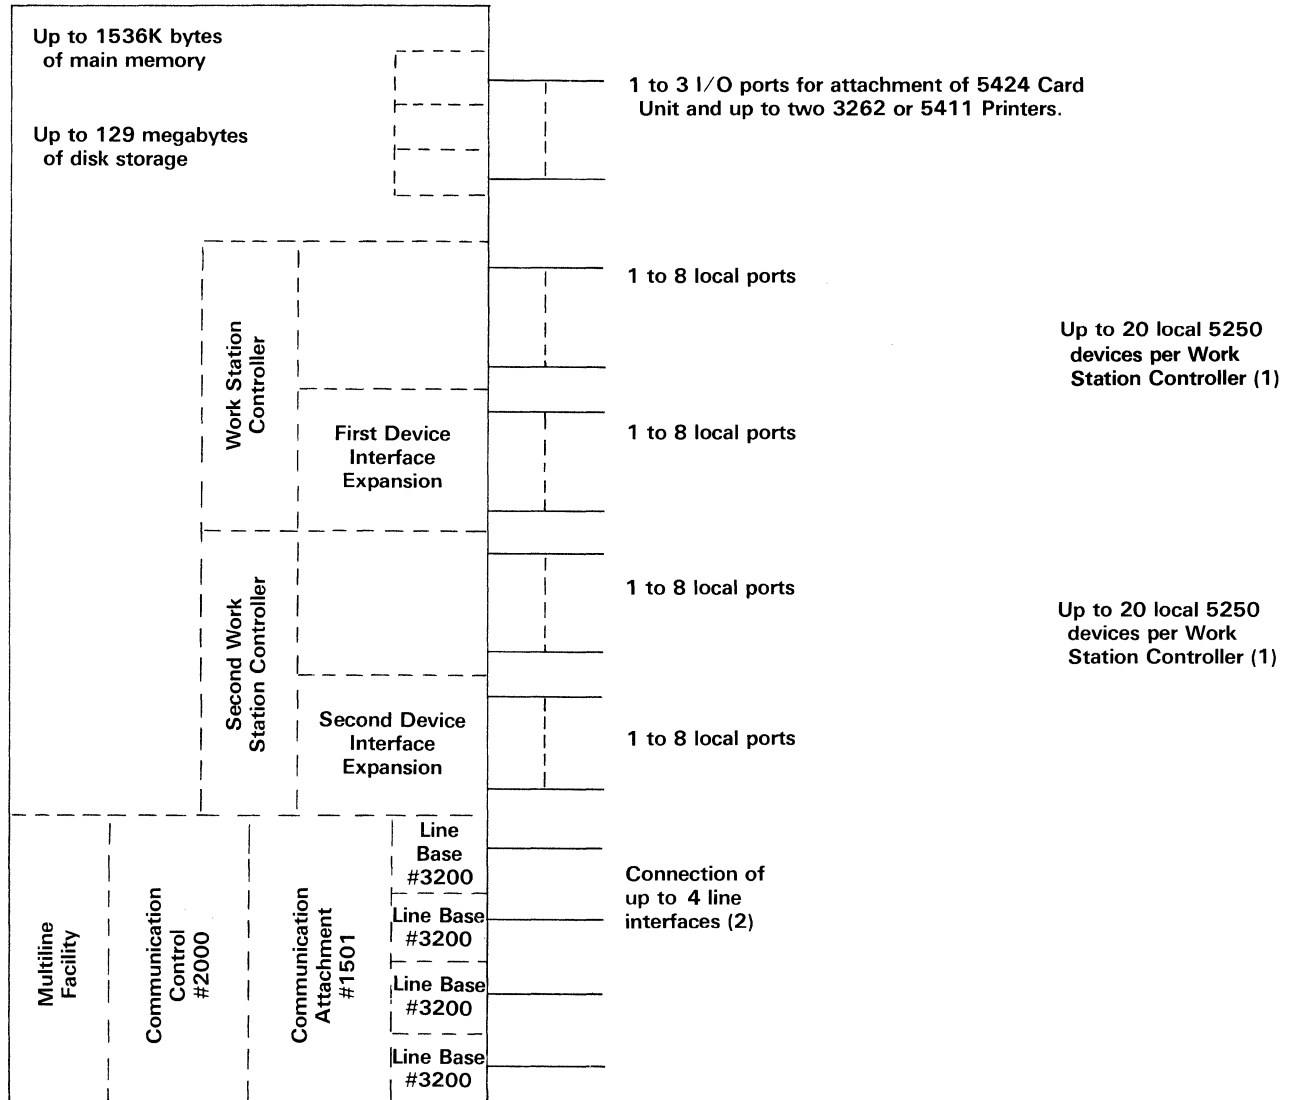 Up to 1536K bytes
of main memory
1 to 3 I/O ports for attachment of 5424 Card
Unit and up to two 3262 or 5411 Printers.
Up to 129 megabytes
of disk storage
Work Station
Controller
1 to 8 local ports
Up to 20 local 5250
devices per Work
Station Controller (1)
First Device
Interface
Expansion
1 to 8 local ports
Second Work
Station Controller
1 to 8 local ports
Up to 20 local 5250
devices per Work
Station Controller (1)
Second Device
Interface
Expansion
1 to 8 local ports
Multiline
Facility
Communication
Control
#2000
Communication
Attachment
#1501
Line
Base
#3200
Line Base
#3200
Line Base
#3200
Line Base
#3200
Connection of
up to 4 line
interfaces (2)